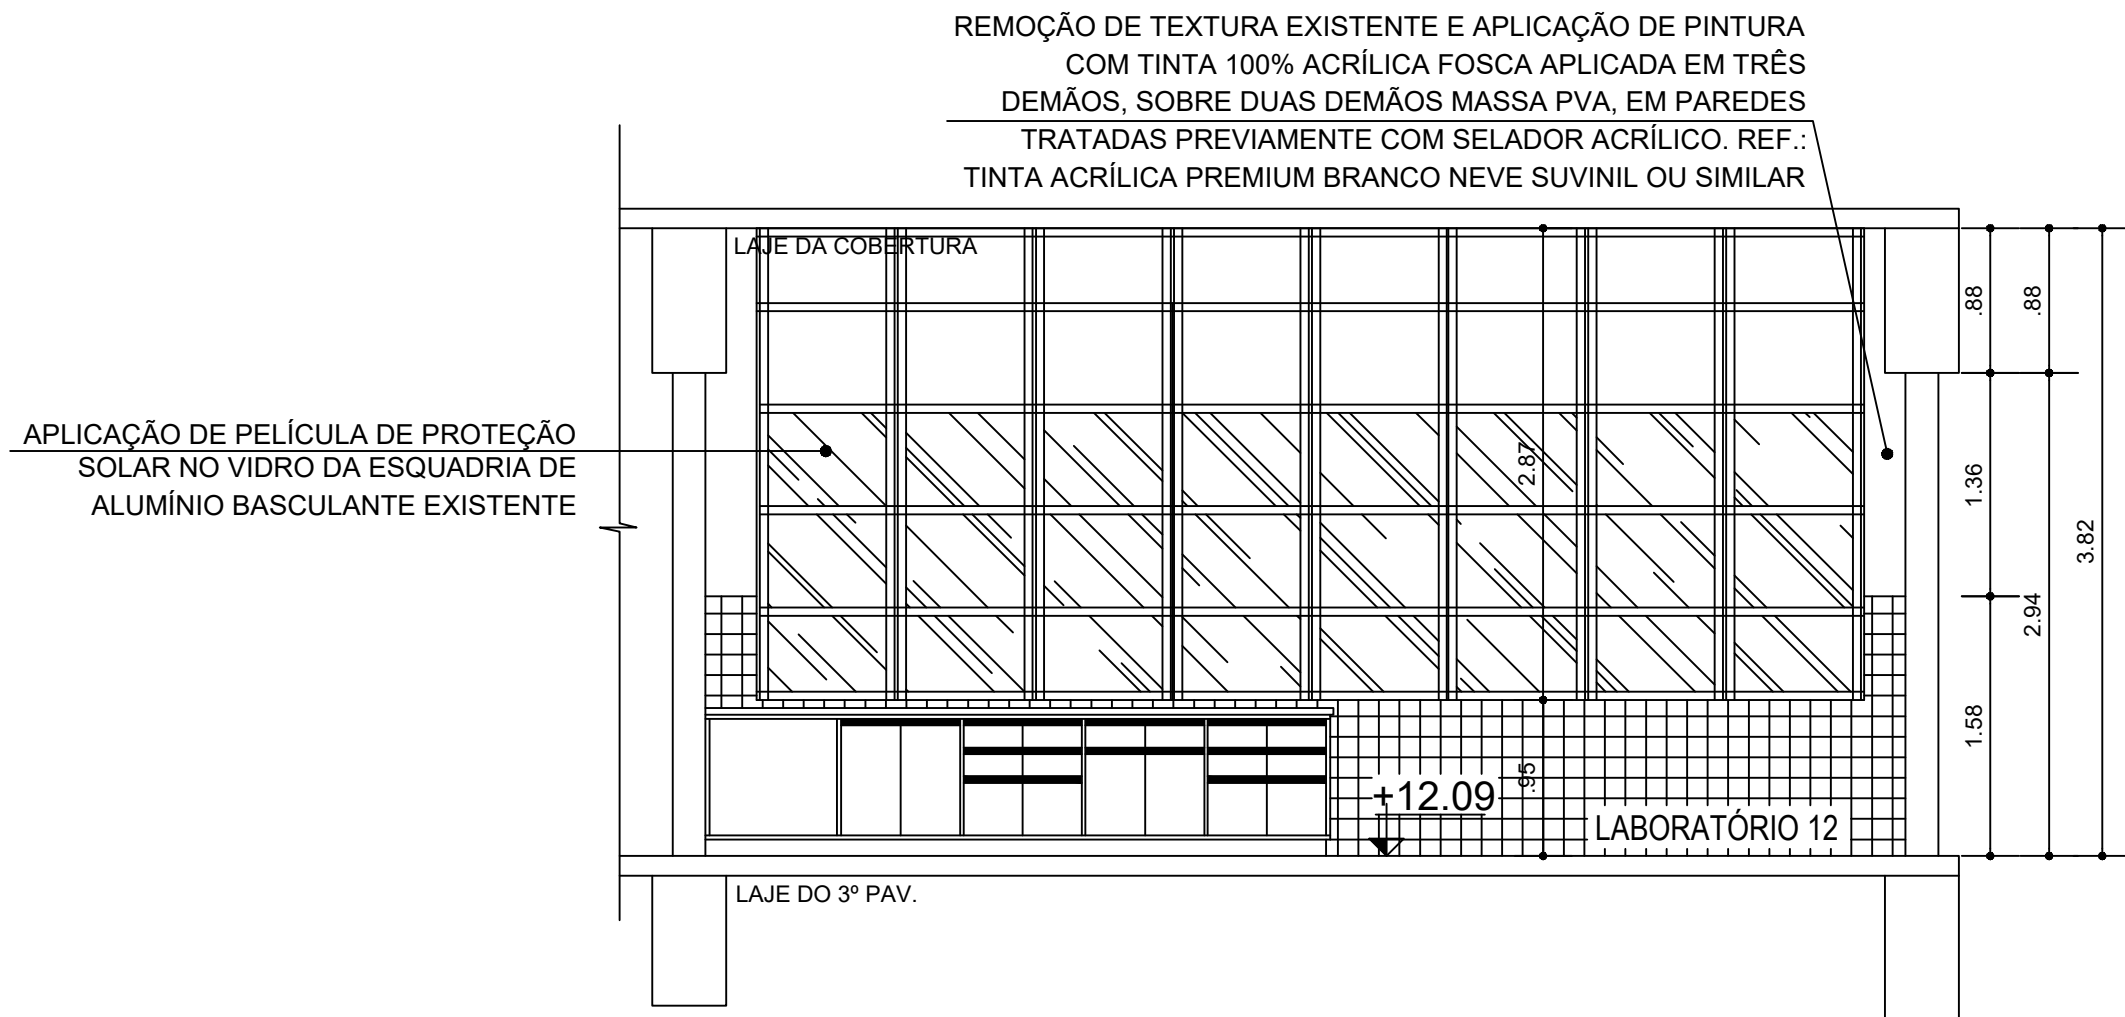 REMOÇÃO DE TEXTURA EXISTENTE E APLICAÇÃO DE PINTURA
COM TINTA 100% ACRÍLICA FOSCA APLICADA EM TRÊS
DEMÃOS, SOBRE DUAS DEMÃOS MASSA PVA, EM PAREDES
TRATADAS PREVIAMENTE COM SELADOR ACRÍLICO. REF.:
TINTA ACRÍLICA PREMIUM BRANCO NEVE SUVINIL OU SIMILAR
LAJE DA COBERTURA
.88
.88
APLICAÇÃO DE PELÍCULA DE PROTEÇÃO
SOLAR NO VIDRO DA ESQUADRIA DE
ALUMÍNIO BASCULANTE EXISTENTE
2.87
1.36
3.82
2.94
1.58
.95
+12.09
LABORATÓRIO 12
LAJE DO 3º PAV.